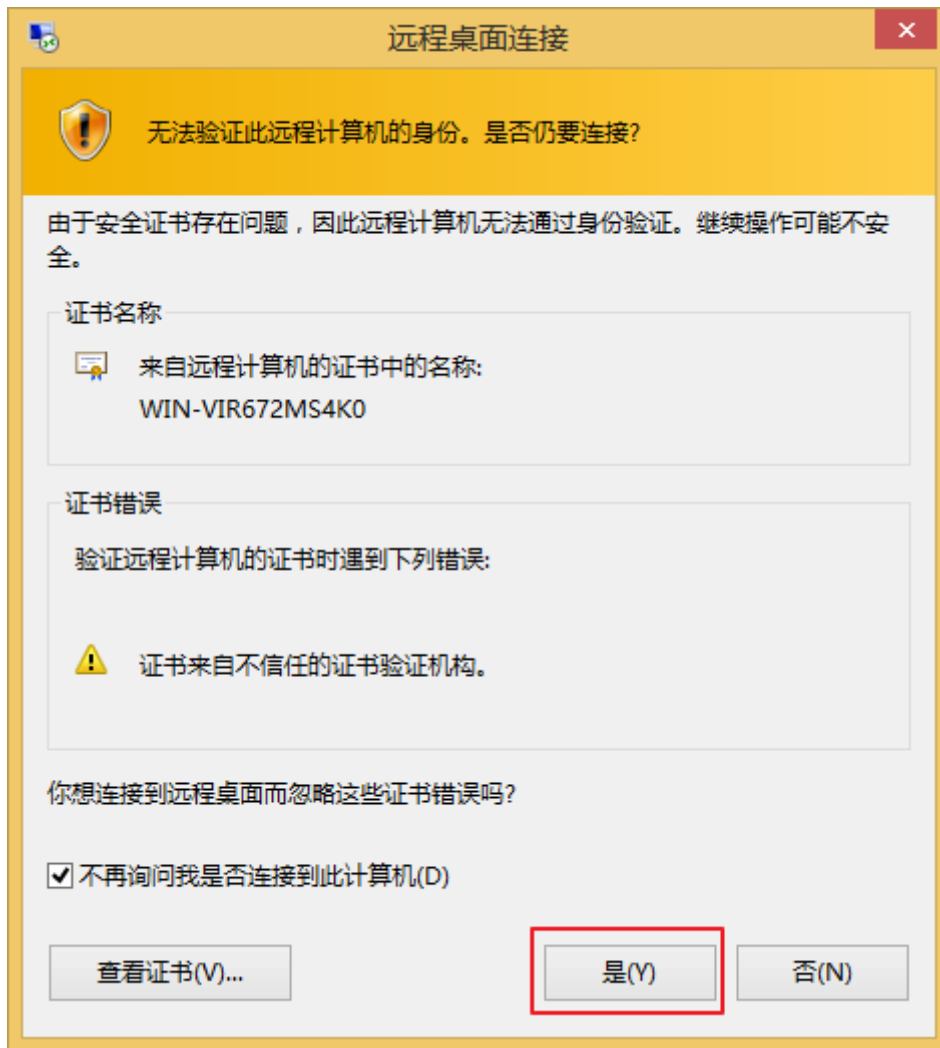 远程桌面连接
无法验证此远程计算机的身份。是否仍要连接?
由于安全证书存在问题，因此远程计算机无法通过身份验证。继续操作可能不安
全。
证书名称
来自远程计算机的证书中的名称:
WIN-VIR672MS4K0
证书错误
验证远程计算机的证书时遇到下列错误:
证书来自不信任的证书验证机构。
你想连接到远程桌面而忽略这些证书错误吗?
不再询问我是否连接到此计算机(D)
查看证书(V)... 是(Y) 否(N)